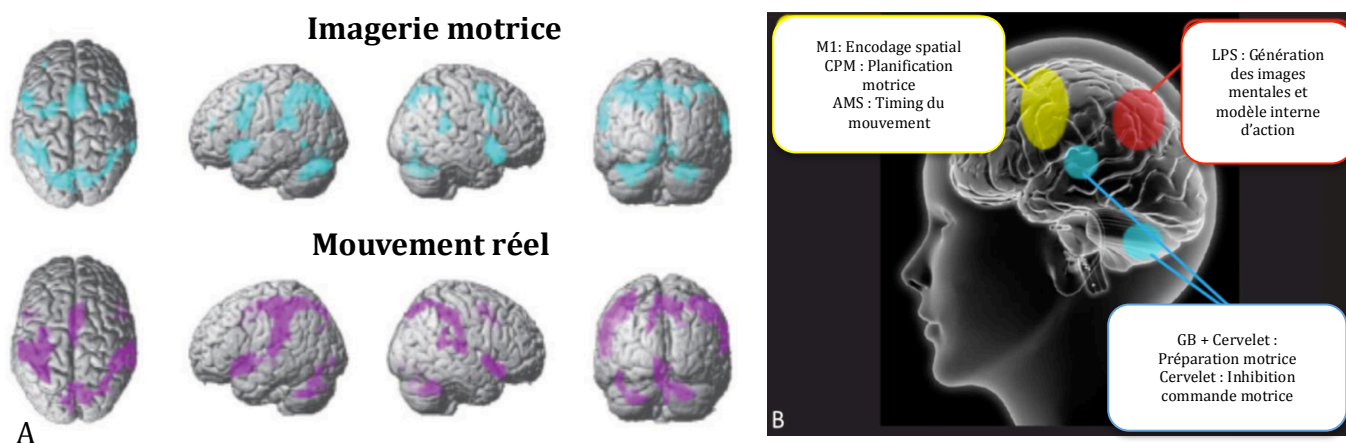 Imagerie motrice
Mouvement réel
A
M1: Encodage spatial
CPM : Planification
motrice
AMS : Timing du
mouvement
LPS : Génération
des images
mentales et
modèle interne
d'action
GB + Cervelet :
Préparation motrice
Cervelet : Inhibition
commande motrice
B